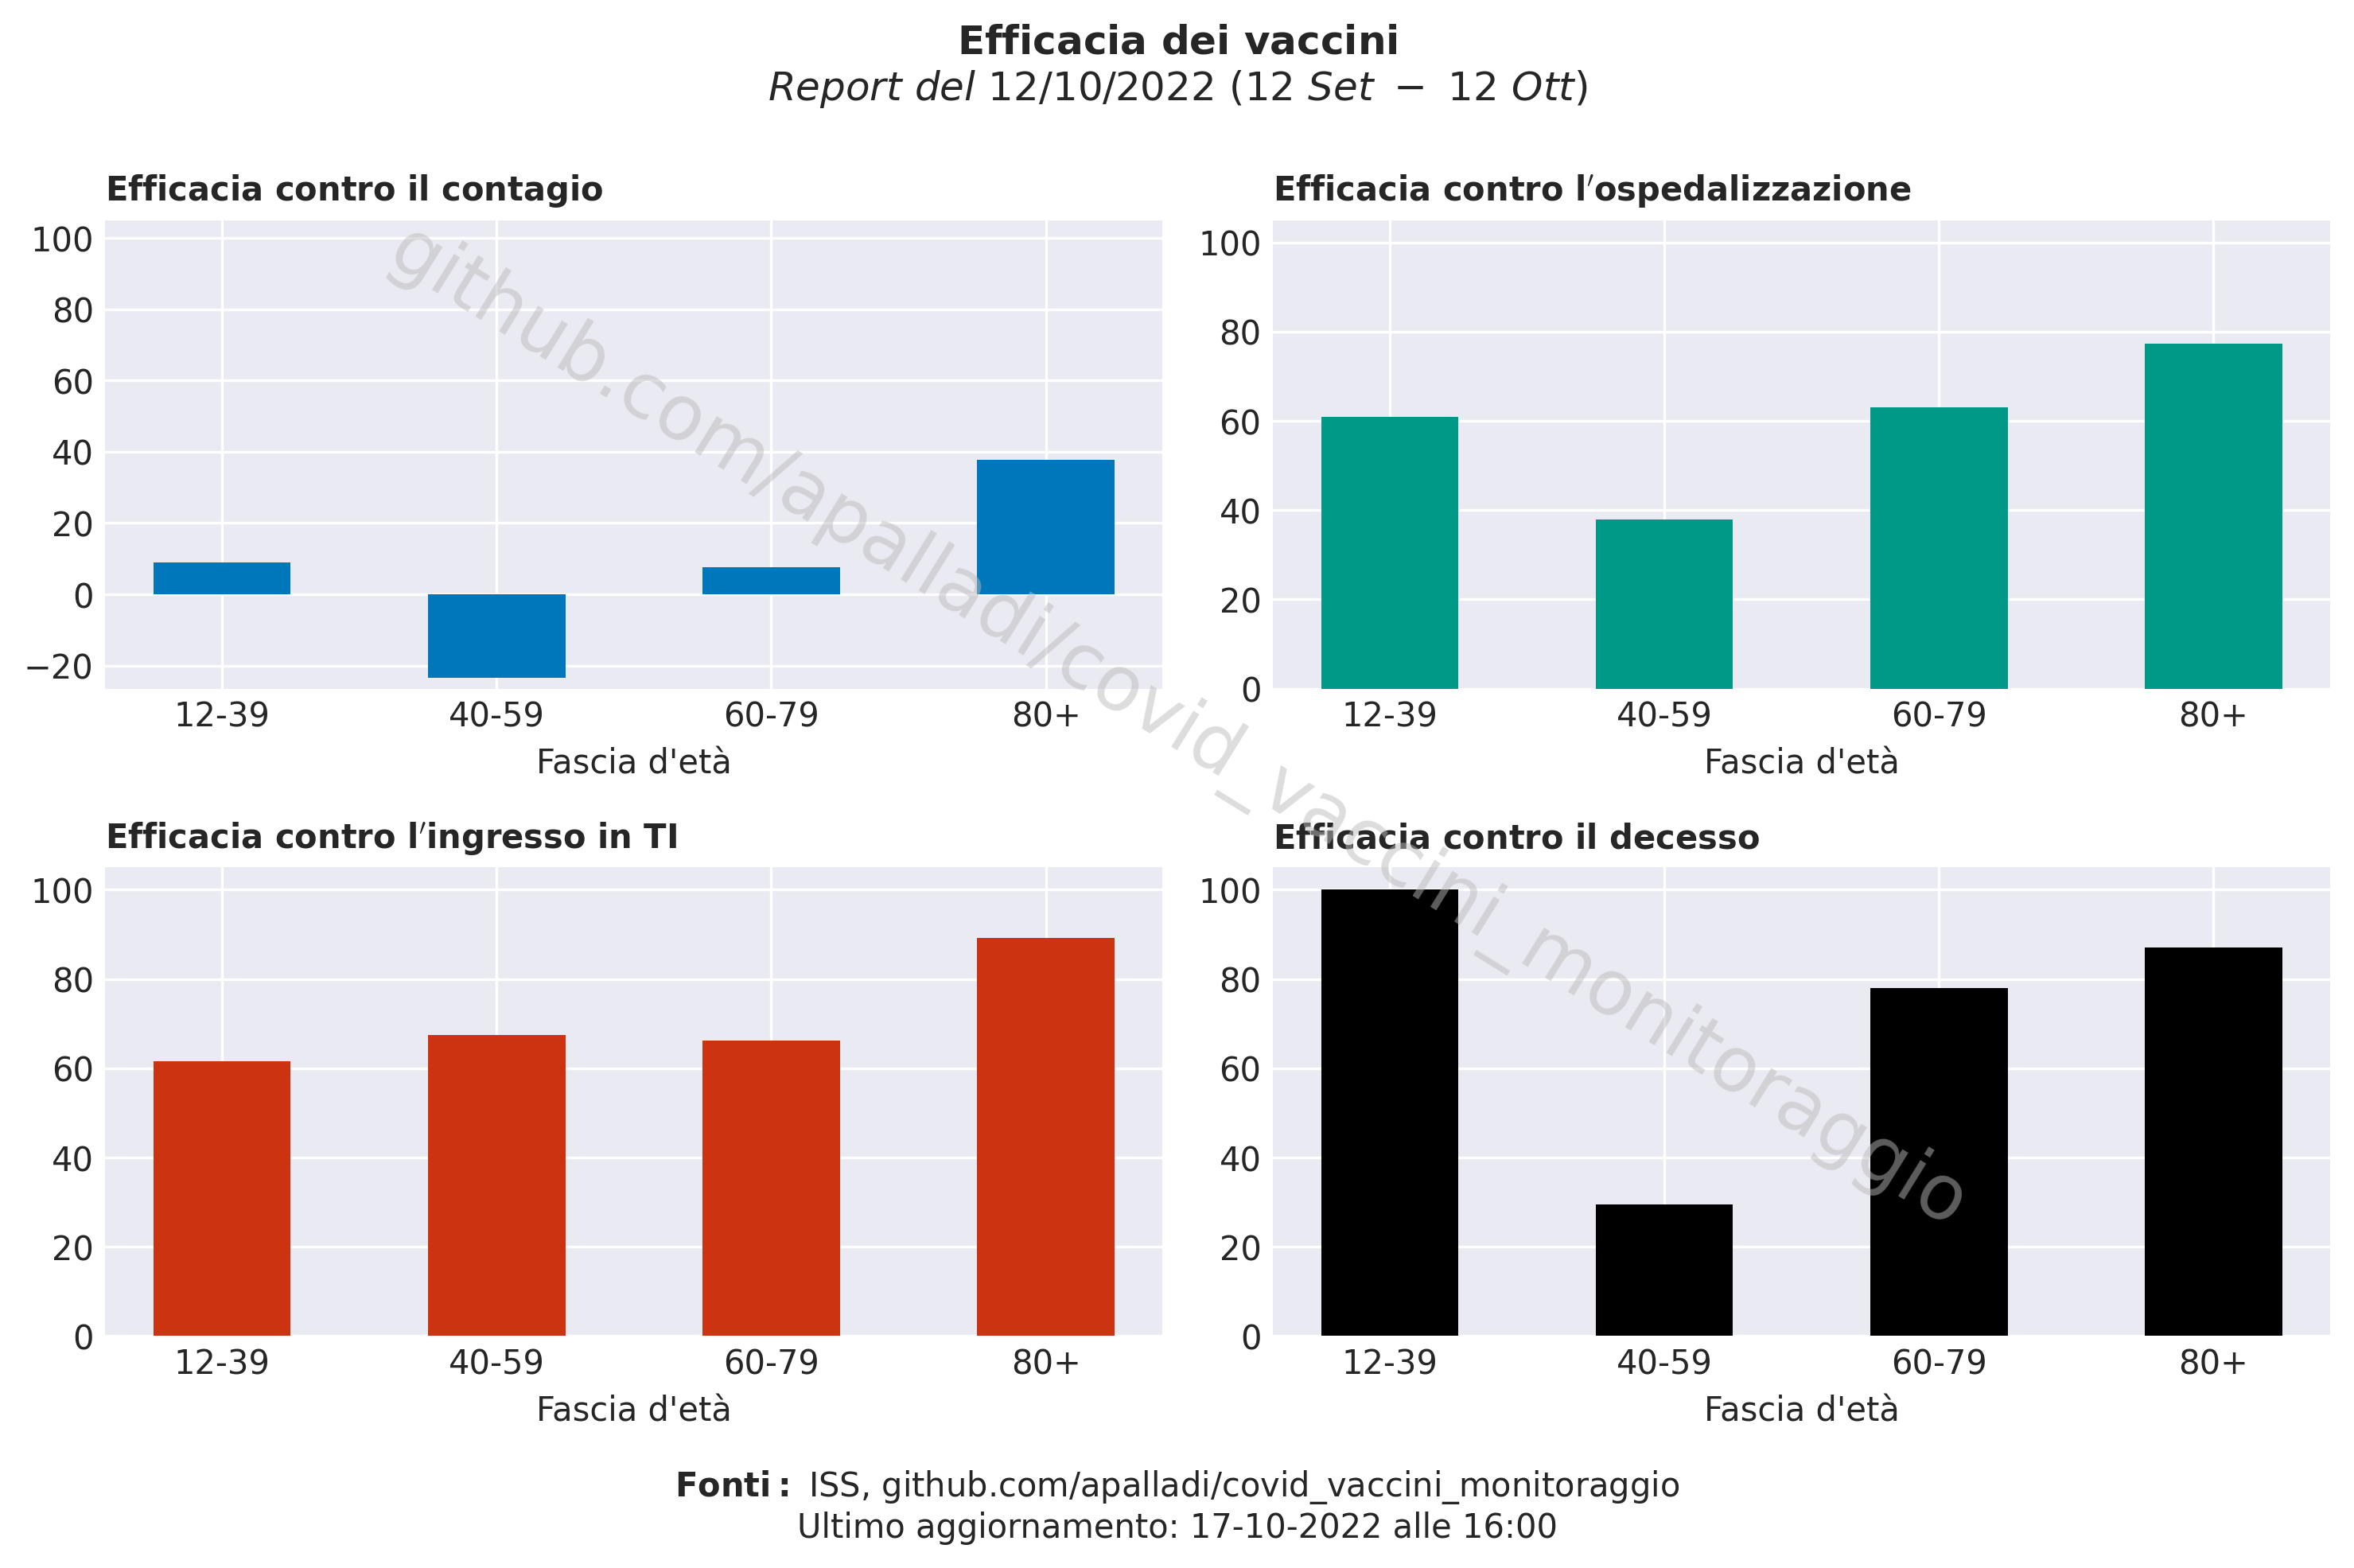 Efficacia dei vaccini
Report del 12/10/2022 (12 Set − 12 Ott)
Efficacia contro il contagio
100
80
60
40
20
0
−20
12-39 40-59 60-79 80+
Fascia d'età
Efficacia contro l′ospedalizzazione
100
80
60
40
20
0
12-39 40-59 60-79 80+
Fascia d'età
Efficacia contro l′ingresso in TI
100
80
60
40
20
0
12-39 40-59 60-79 80+
Fascia d'età
Efficacia contro il decesso
100
80
60
40
20
0
12-39 40-59 60-79 80+
Fascia d'età
github.com/apalladi/covid_vaccini_monitoraggio
Fonti: ISS, github.com/apalladi/covid_vaccini_monitoraggio
Ultimo aggiornamento: 17-10-2022 alle 16:00